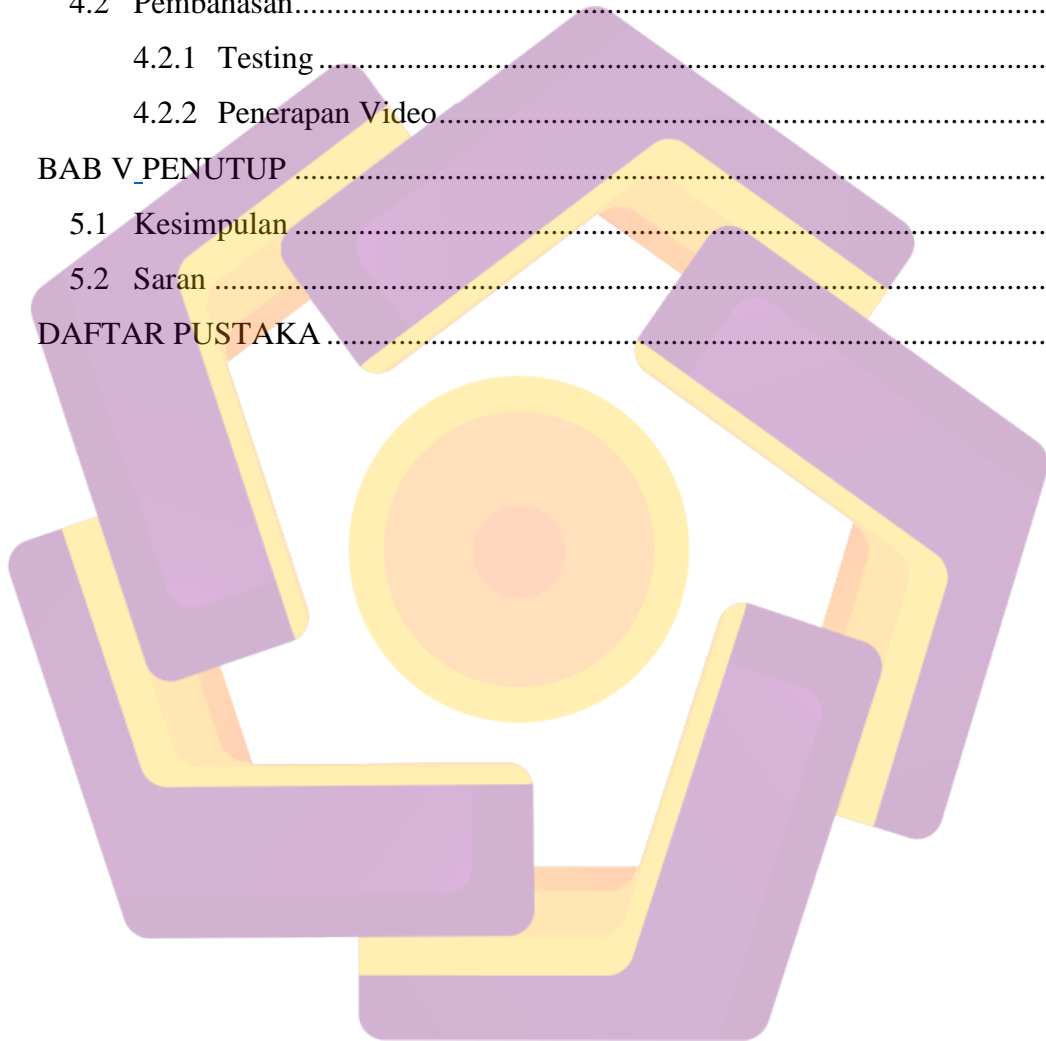 4.2 Pembahasan........................................................................................
4.2.1 Testing........................................................................................
4.2.2 Penerapan Video........................................................................
BAB V PENUTUP........................................................................................
5.1 Kesimpulan........................................................................................
5.2 Saran........................................................................................
DAFTAR PUSTAKA........................................................................................